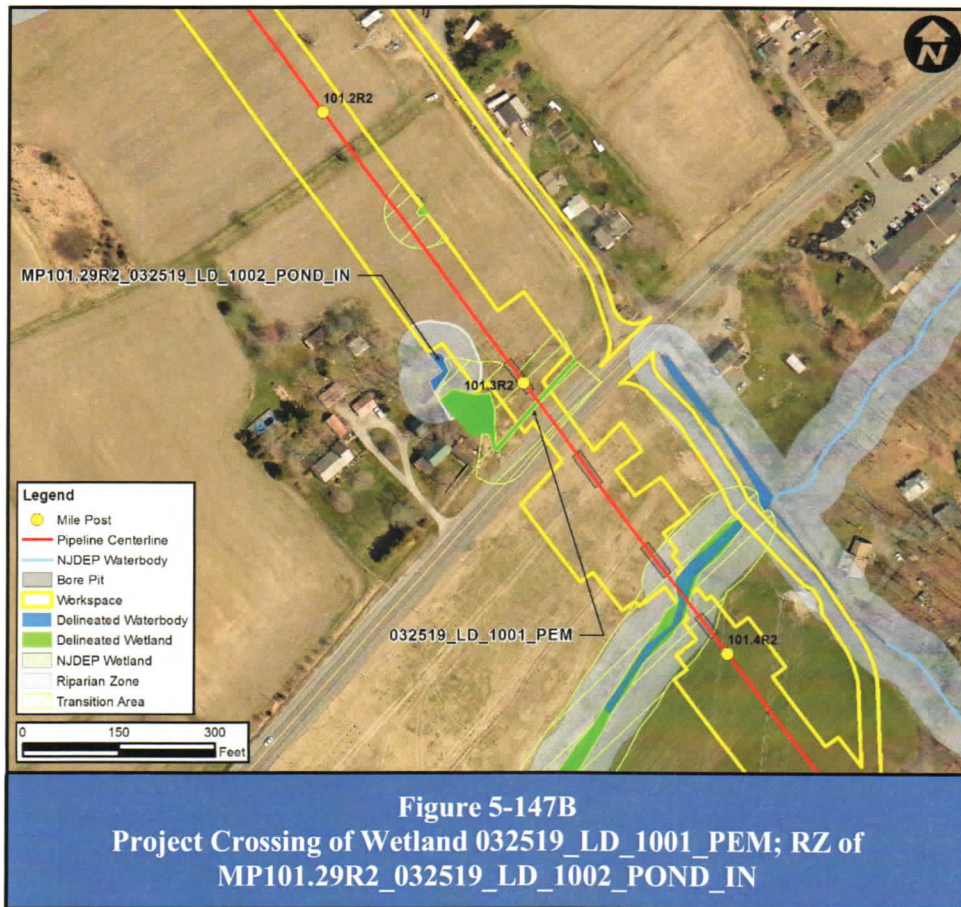 N
101.2R2
MP101.29R2_032519_LD_1002_POND_IN
101.3R2
032519_LD_1001_PEM
101.4R2
Legend
Mile Post
Pipeline Centerline
NJDEP Waterbody
Bore Pit
Workspace
Delineated Waterbody
Delineated Wetland
NJDEP Wetland
Riparian Zone
Transition Area
0 150 300
Feet
Figure 5-147B
Project Crossing of Wetland 032519_LD_1001_PEM; RZ of
MP101.29R2_032519_LD_1002_POND_IN